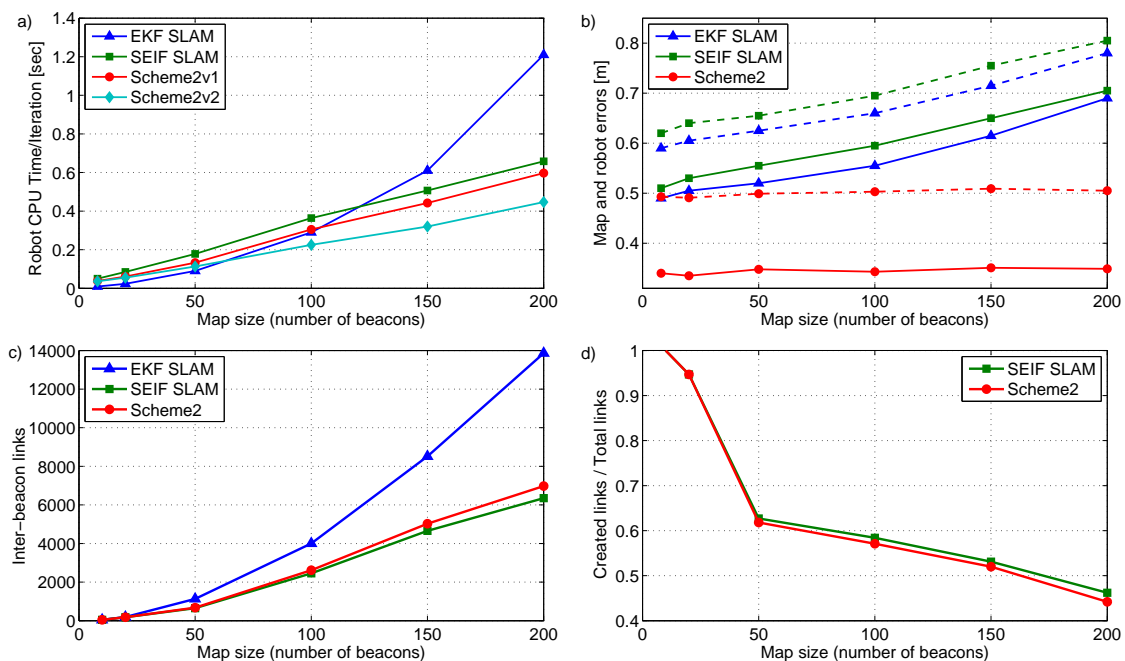 a)
1.4
1.2
1
0.8
0.6
0.4
0.2
0
50
100
150
200
Robot CPU Time/Iteration [sec]
Map size (number of beacons)
EKF SLAM
SEIF SLAM
Scheme2v1
Scheme2v2
b)
0.8
0.7
0.6
0.5
0.4
0
50
100
150
200
Map and robot errors [m]
Map size (number of beacons)
EKF SLAM
SEIF SLAM
Scheme2
c)
14000
12000
10000
8000
6000
4000
2000
0
50
100
150
200
Inter−beacon links
Map size (number of beacons)
EKF SLAM
SEIF SLAM
Scheme2
d)
1
0.9
0.8
0.7
0.6
0.5
0.4
0
50
100
150
200
Created links / Total links
Map size (number of beacons)
SEIF SLAM
Scheme2